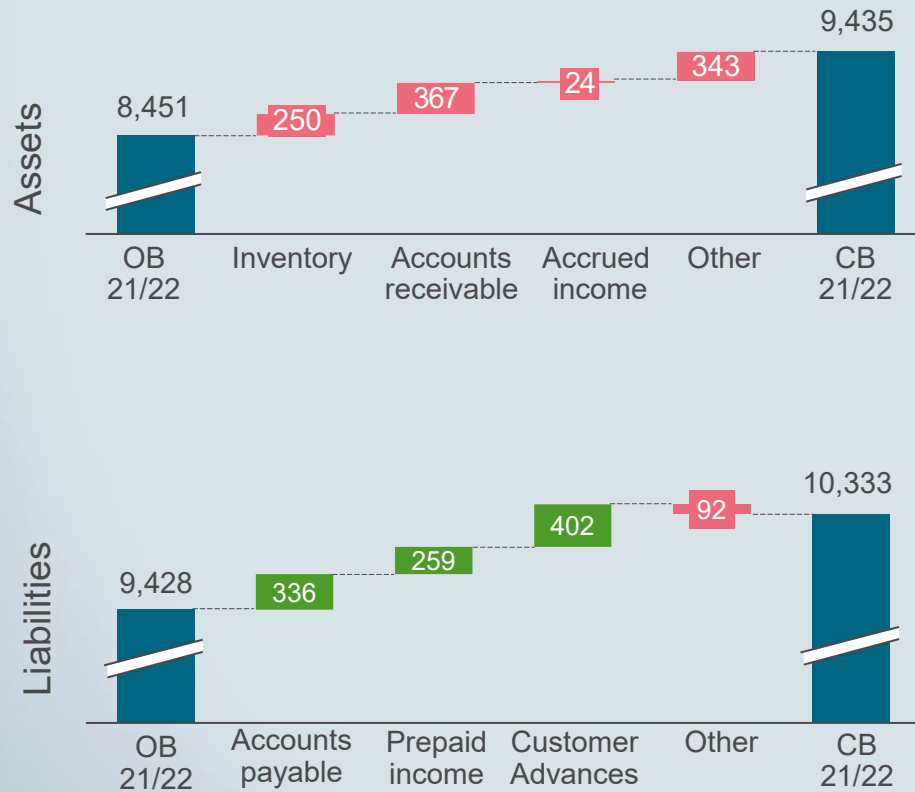 Assets
9,435
8,451
250
367
24
343
OB
21/22
Inventory
Accounts
receivable
Accrued
income
Other
CB
21/22
Liabilities
10,333
9,428
336
259
402
92
OB
21/22
Accounts
payable
Prepaid
income
Customer
Advances
Other
CB
21/22